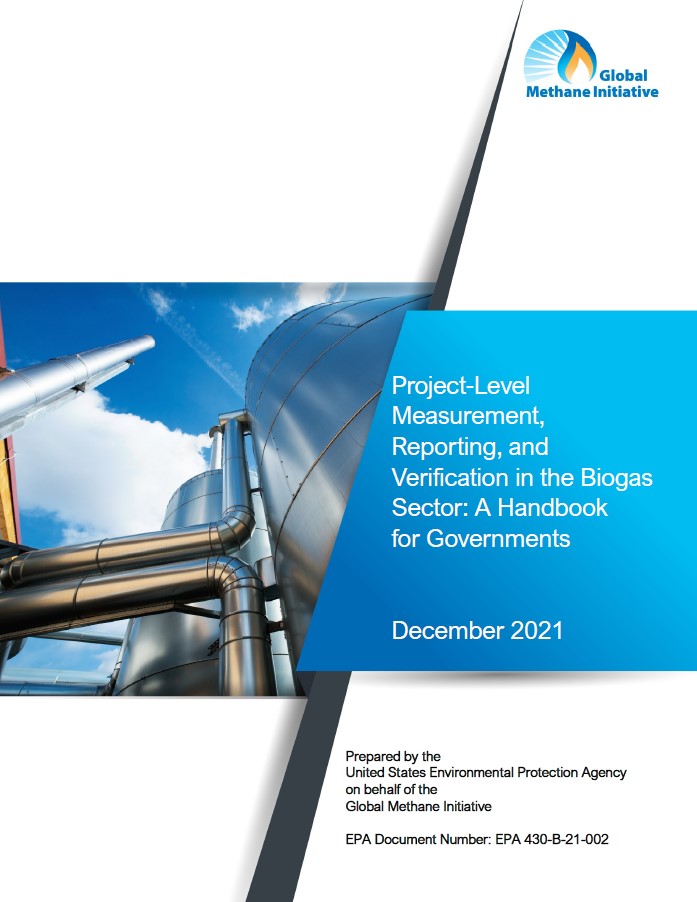 Global
Methane Initiative
Project-Level
Measurement,
Reporting, and
Verification in the Biogas
Sector: A Handbook
for Governments
December 2021
Prepared by the
United States Environmental Protection Agency
on behalf of the
Global Methane Initiative
EPA Document Number: EPA 430-B-21-002